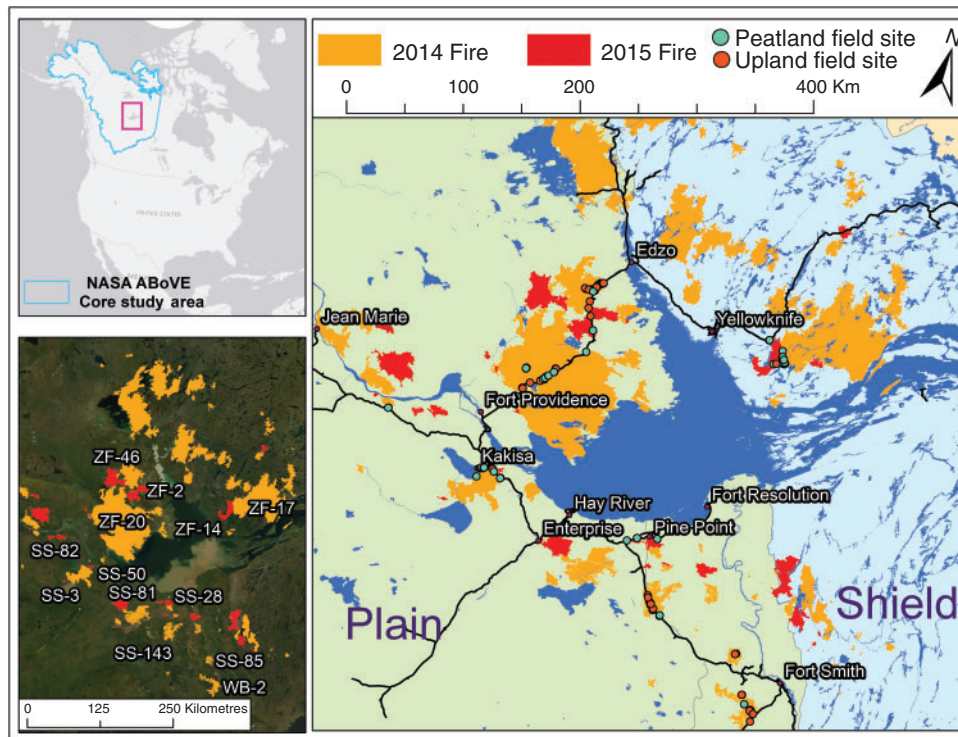 2014 Fire
2015 Fire
Peatland field site
Upland field site
N
0
100
200
400 Km
CANADA
UNITED STATES
NASA ABoVE
Core study area
Edzo
Jean Marie
Yellowknife
Fort Providence
Kakisa
Hay River
Fort Resolution
Enterprise
Pine Point
Plain
Shield
Fort Smith
ZF-46
ZF-2
ZF-20
ZF-14
ZF-17
SS-82
SS-50
SS-3
SS-81
SS-28
SS-143
SS-85
WB-2
0
125
250 Kilometres